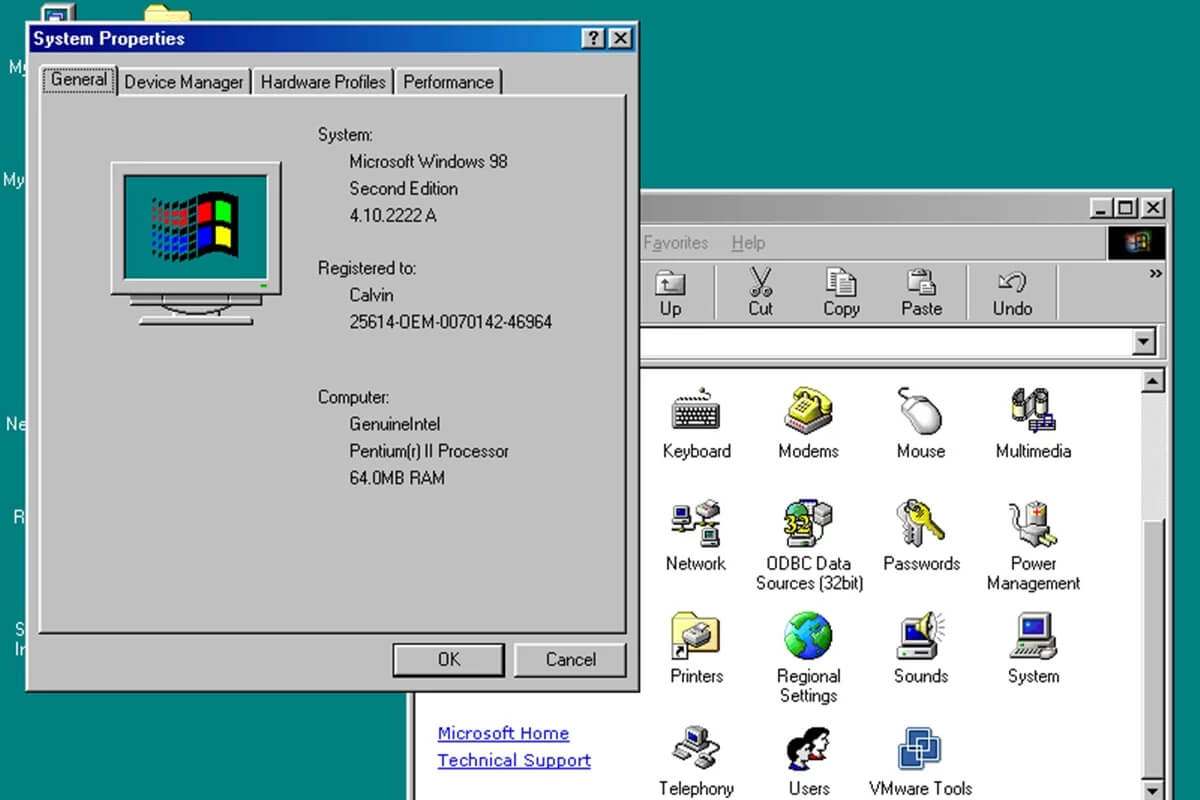 System Properties
General
Device Manager
Hardware Profiles
Performance
System:
Microsoft Windows 98
Second Edition
4.10.2222 A
Registered to:
Calvin
25614-OEM-0070142-46964
Computer:
GenuineIntel
Pentium(r) II Processor
64.0MB RAM
OK
Cancel
My
My
Ne
R
S
In
Favorites Help
Up Cut Copy Paste Undo
Keyboard Modems Mouse Multimedia
Network ODBC Data Passwords Power
Sources (32bit) Management
Printers Regional Sounds System
Settings
Microsoft Home
Technical Support
Telephony Users VMware Tools